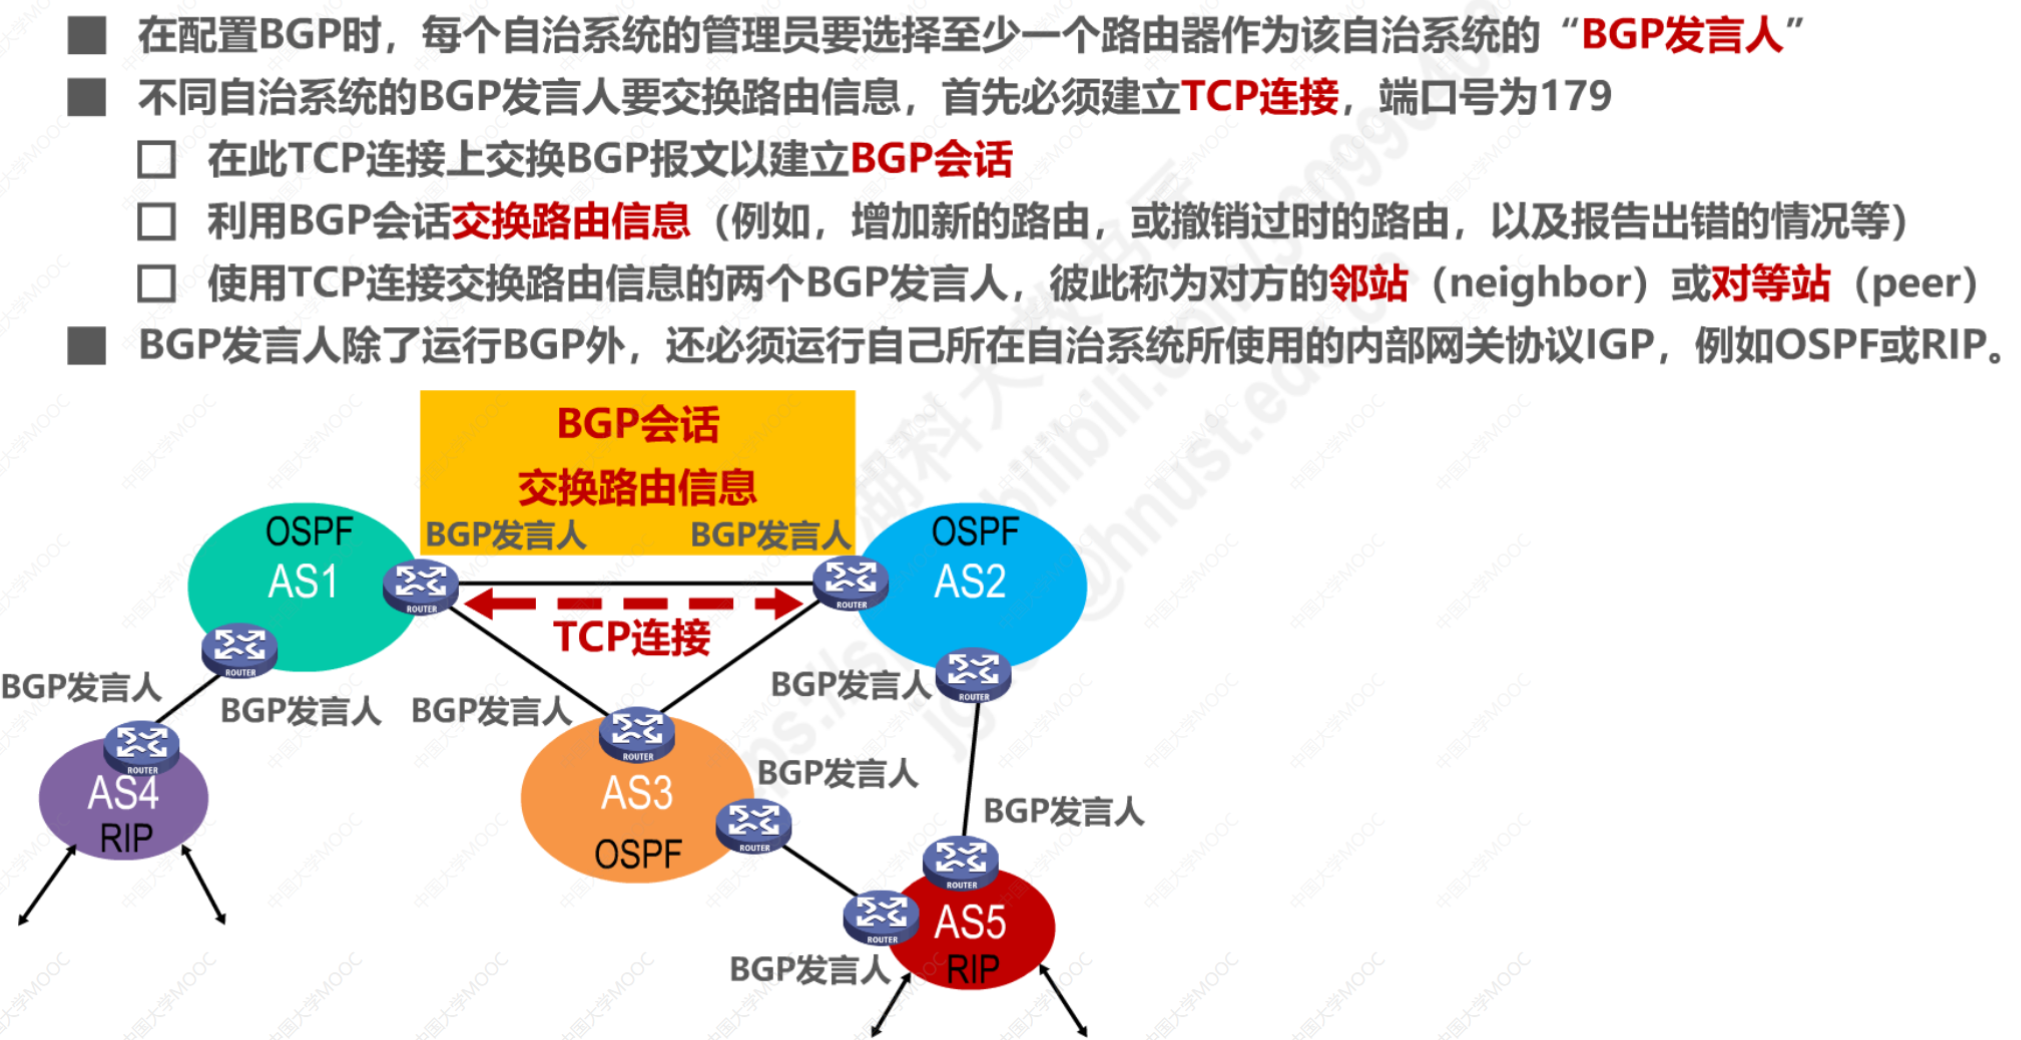 在配置BGP时，每个自治系统的管理员要选择至少一个路由器作为该自治系统的“BGP发言人”
不同自治系统的BGP发言人要交换路由信息，首先必须建立TCP连接，端口号为179
在此TCP连接上交换BGP报文以建立BGP会话
利用BGP会话交换路由信息（例如，增加新的路由，或撤销过时的路由，以及报告出错的情况等）
使用TCP连接交换路由信息的两个BGP发言人，彼此称为对方的邻站（neighbor）或对等站（peer）
BGP发言人除了运行BGP外，还必须运行自己所在自治系统所使用的内部网关协议IGP，例如OSPF或RIP。
BGP会话
交换路由信息
BGP发言人 BGP发言人
OSPF
AS1
ROUTER
OSPF
AS2
ROUTER
TCP连接
ROUTER
BGP发言人
BGP发言人
BGP发言人
BGP发言人
ROUTER
ROUTER
AS4
RIP
ROUTER
AS3
OSPF
BGP发言人
ROUTER
BGP发言人
ROUTER
ROUTER
AS5
RIP
BGP发言人
中国大学MOOC